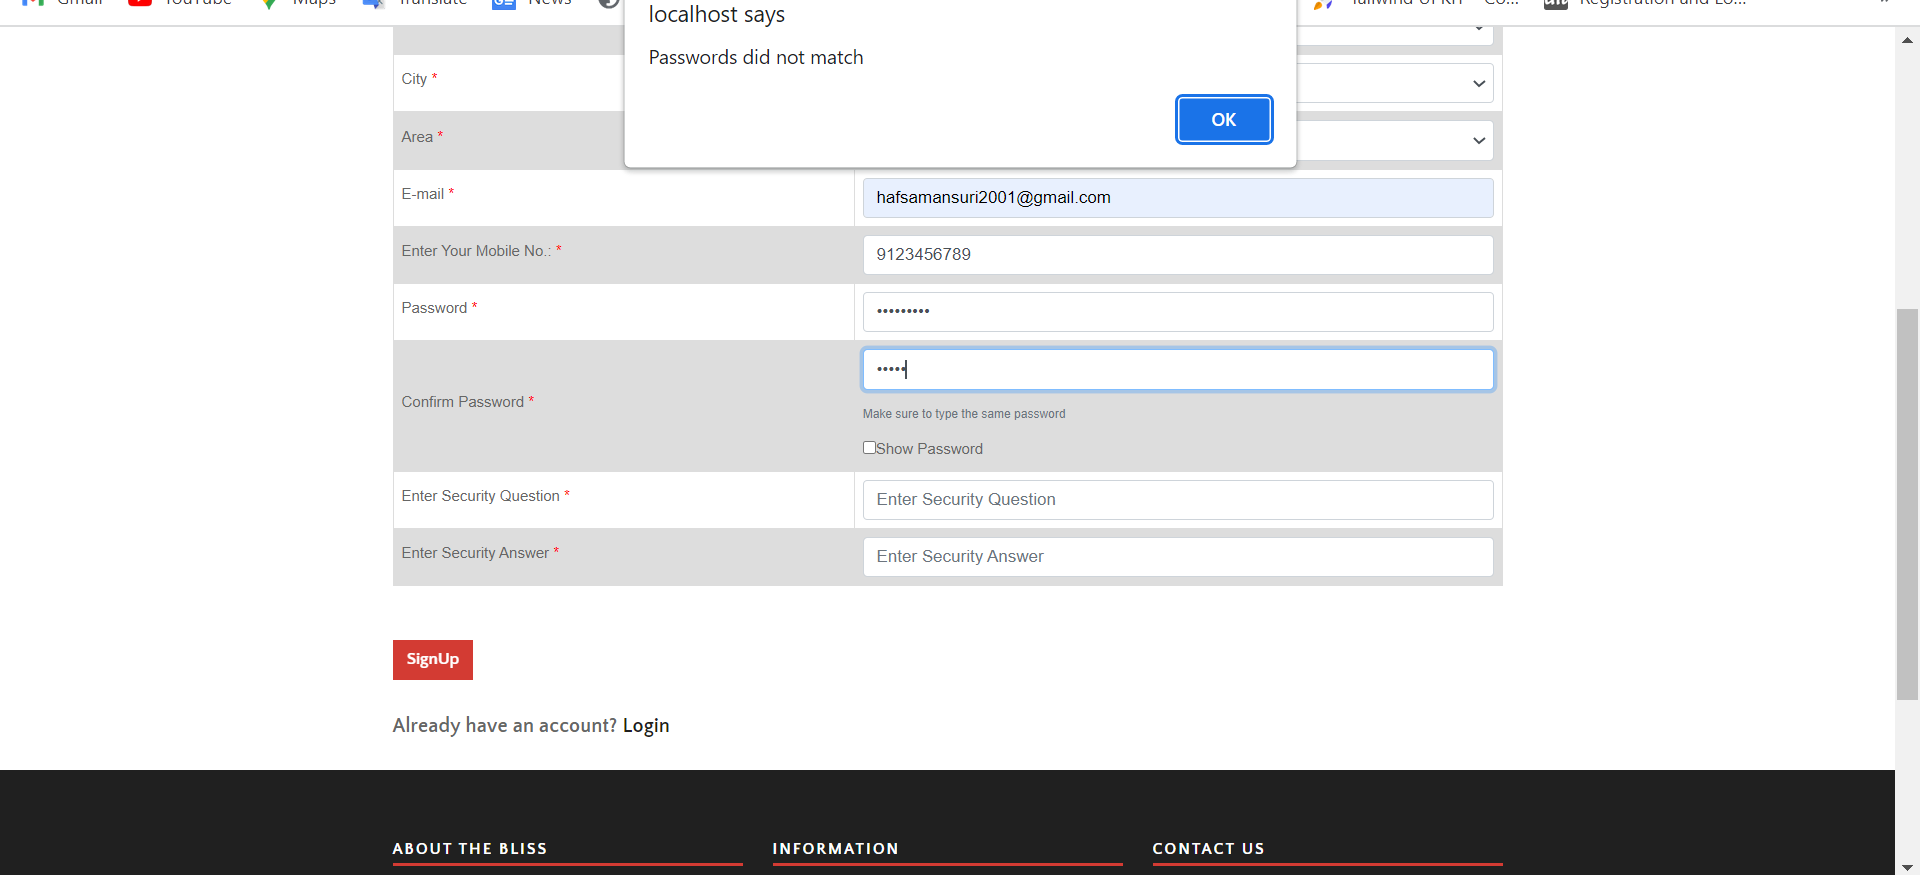 Gmail YouTube Maps Translate News Tailwind UI Kit - Co... Registration and Lo...
localhost says
Passwords did not match
OK
City *
Area *
E-mail * hafsamansuri2001@gmail.com
Enter Your Mobile No.: * 9123456789
Password * •••••••••
•••••
Confirm Password *
Make sure to type the same password
Show Password
Enter Security Question * Enter Security Question
Enter Security Answer * Enter Security Answer
SignUp
Already have an account? Login
ABOUT THE BLISS INFORMATION CONTACT US